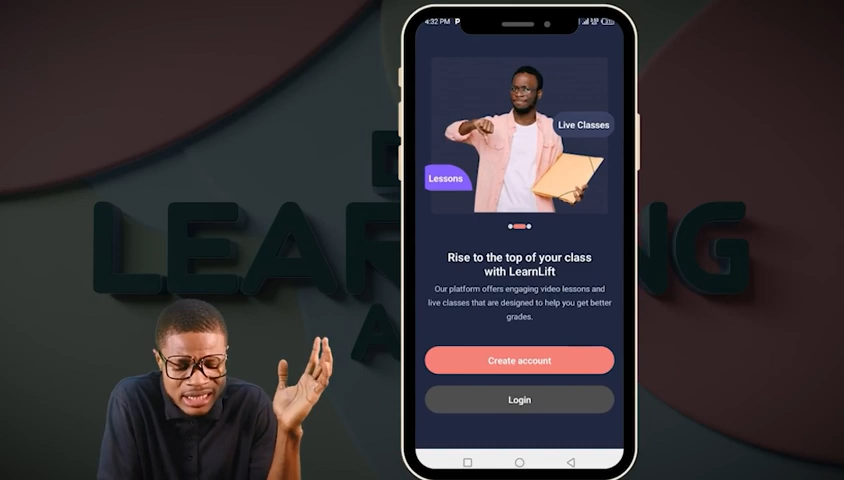 4:32 PM P
Live Classes
Lessons
Rise to the top of your class
with LearnLift
Our platform offers engaging video lessons and
live classes that are designed to help you get better
grades.
Create account
Login